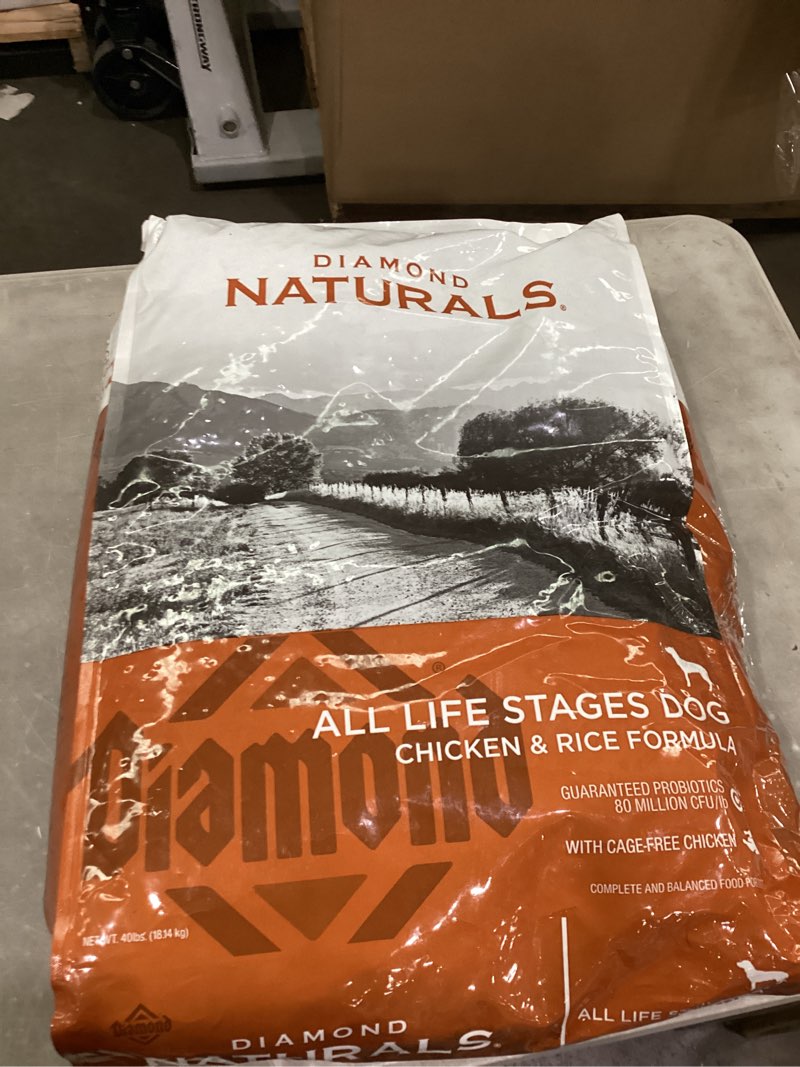 STRONGWAY
DIAMOND
NATURALS®
®
Diamond
ALL LIFE STAGES DOG
CHICKEN & RICE FORMULA
GUARANTEED PROBIOTICS
80 MILLION CFU/lb
WITH CAGE-FREE CHICKEN
COMPLETE AND BALANCED FOOD
NET WT. 40lbs. (18.14 kg)
Diamond
DIAMOND
NATURALS®
ALL LIFE